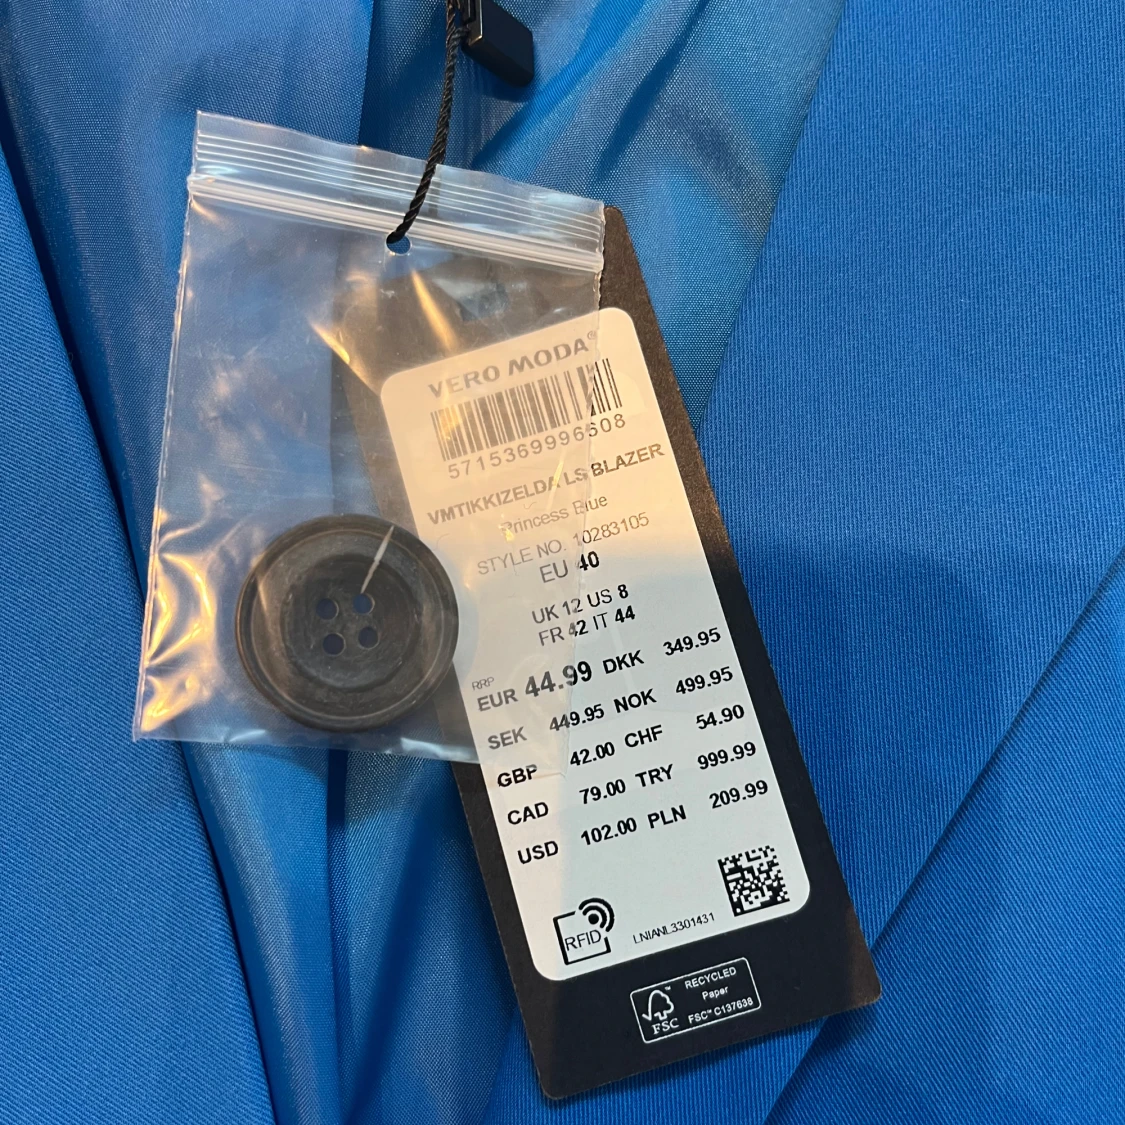 VERO MODA®
5715369996608
VMTIKKIZELDA LS BLAZER
Princess Blue
STYLE NO. 10283105
EU 40
UK 12 US 8
FR 42 IT 44
RRP
EUR 44.99 DKK 349.95
SEK 449.95 NOK 499.95
GBP 42.00 CHF 54.90
CAD 79.00 TRY 999.99
USD 102.00 PLN 209.99
RFID
LNIANL3301431
RECYCLED
Paper
FSC™ C137638
FSC